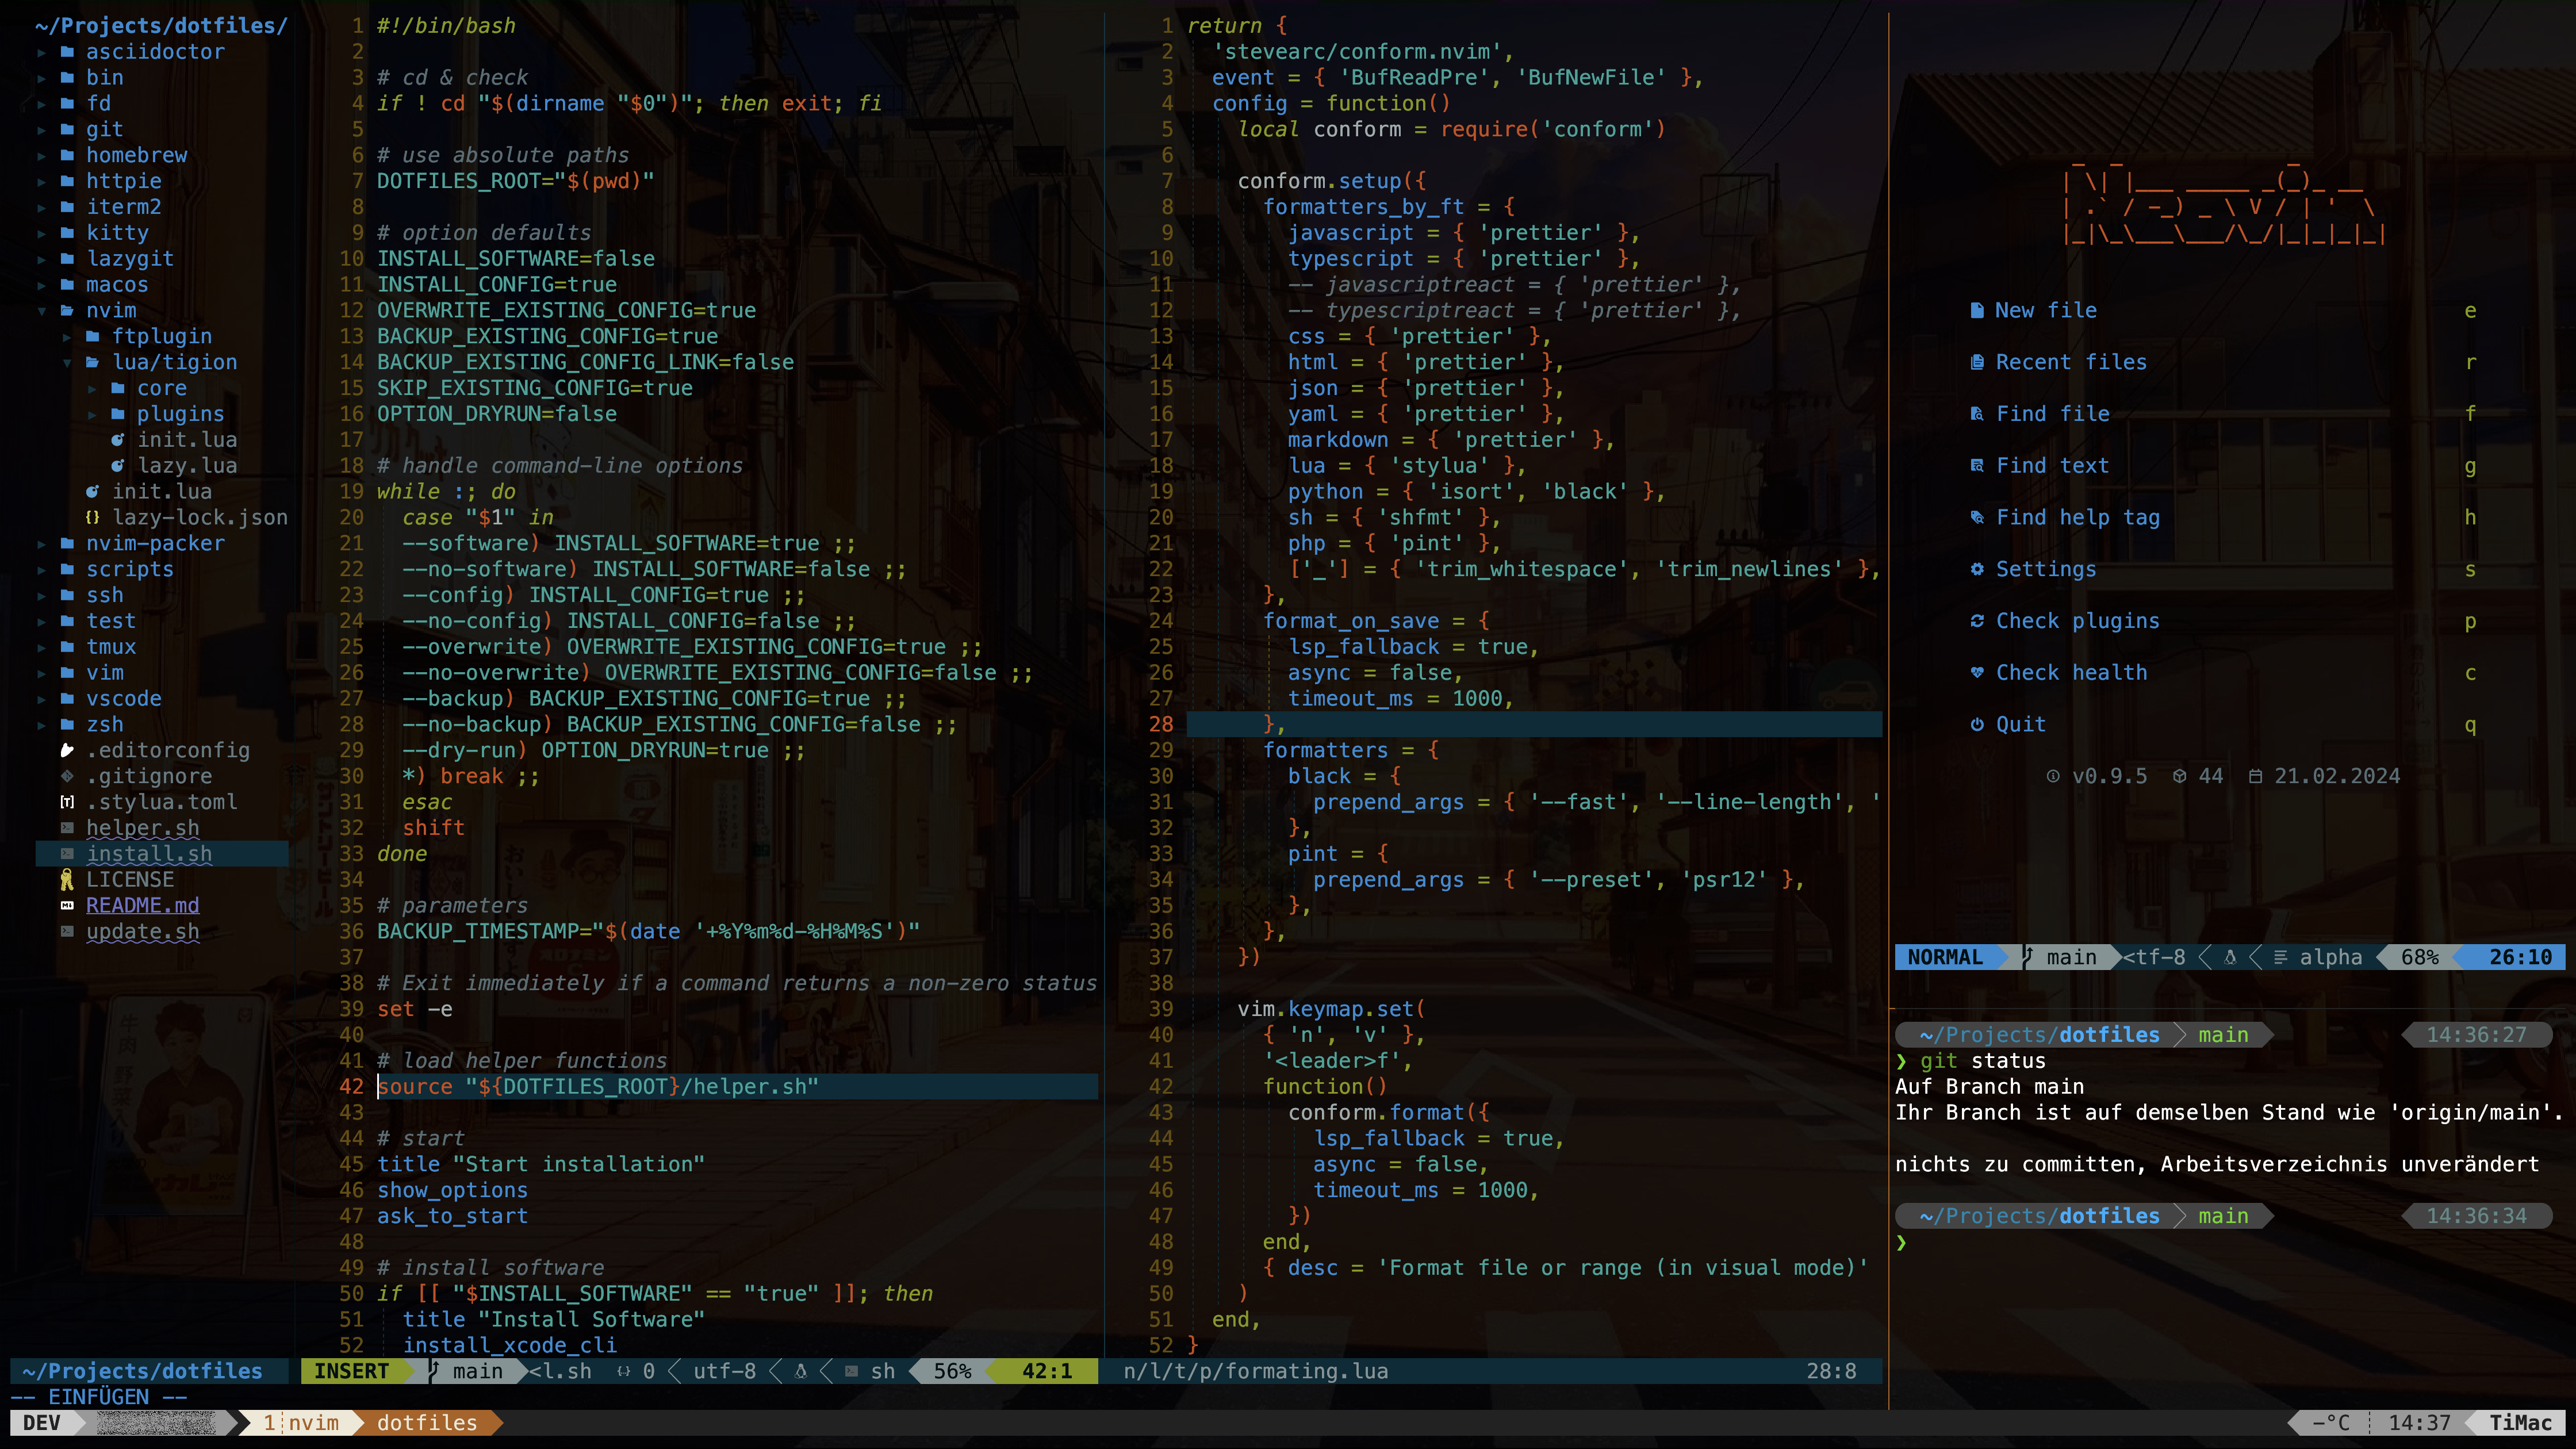 ~/Projects/dotfiles/
asciidoctor
bin
fd
git
homebrew
httpie
iterm2
kitty
lazygit
macos
nvim
ftplugin
lua/tigion
core
plugins
init.lua
lazy.lua
init.lua
lazy-lock.json
nvim-packer
scripts
ssh
test
tmux
vim
vscode
zsh
.editorconfig
.gitignore
.stylua.toml
helper.sh
install.sh
LICENSE
README.md
update.sh
~/Projects/dotfiles
1 #!/bin/bash
2
3 # cd & check
4 if ! cd "$(dirname "$0")"; then exit; fi
5
6 # use absolute paths
7 DOTFILES_ROOT="$(pwd)"
8
9 # option defaults
10 INSTALL_SOFTWARE=false
11 INSTALL_CONFIG=true
12 OVERWRITE_EXISTING_CONFIG=true
13 BACKUP_EXISTING_CONFIG=true
14 BACKUP_EXISTING_CONFIG_LINK=false
15 SKIP_EXISTING_CONFIG=true
16 OPTION_DRYRUN=false
17
18 # handle command-line options
19 while :; do
20 case "$1" in
21 --software) INSTALL_SOFTWARE=true ;;
22 --no-software) INSTALL_SOFTWARE=false ;;
23 --config) INSTALL_CONFIG=true ;;
24 --no-config) INSTALL_CONFIG=false ;;
25 --overwrite) OVERWRITE_EXISTING_CONFIG=true ;;
26 --no-overwrite) OVERWRITE_EXISTING_CONFIG=false ;;
27 --backup) BACKUP_EXISTING_CONFIG=true ;;
28 --no-backup) BACKUP_EXISTING_CONFIG=false ;;
29 --dry-run) OPTION_DRYRUN=true ;;
30 *) break ;;
31 esac
32 shift
33 done
34
35 # parameters
36 BACKUP_TIMESTAMP="$(date '+%Y%m%d-%H%M%S')"
37
38 # Exit immediately if a command returns a non-zero status
39 set -e
40
41 # load helper functions
42 source "${DOTFILES_ROOT}/helper.sh"
43
44 # start
45 title "Start installation"
46 show_options
47 ask_to_start
48
49 # install software
50 if [[ "$INSTALL_SOFTWARE" == "true" ]]; then
51 title "Install Software"
52 install_xcode_cli
INSERT main <l.sh {} 0 utf-8 sh 56% 42:1
1 return {
2 'stevearc/conform.nvim',
3 event = { 'BufReadPre', 'BufNewFile' },
4 config = function()
5 local conform = require('conform')
6
7 conform.setup({
8 formatters_by_ft = {
9 javascript = { 'prettier' },
10 typescript = { 'prettier' },
11 -- javascriptreact = { 'prettier' },
12 -- typescriptreact = { 'prettier' },
13 css = { 'prettier' },
14 html = { 'prettier' },
15 json = { 'prettier' },
16 yaml = { 'prettier' },
17 markdown = { 'prettier' },
18 lua = { 'stylua' },
19 python = { 'isort', 'black' },
20 sh = { 'shfmt' },
21 php = { 'pint' },
22 ['_'] = { 'trim_whitespace', 'trim_newlines' },
23 },
24 format_on_save = {
25 lsp_fallback = true,
26 async = false,
27 timeout_ms = 1000,
28 },
29 formatters = {
30 black = {
31 prepend_args = { '--fast', '--line-length', '
32 },
33 pint = {
34 prepend_args = { '--preset', 'psr12' },
35 },
36 },
37 })
38
39 vim.keymap.set(
40 { 'n', 'v' },
41 '<leader>f',
42 function()
43 conform.format({
44 lsp_fallback = true,
45 async = false,
46 timeout_ms = 1000,
47 })
48 end,
49 { desc = 'Format file or range (in visual mode)'
50 )
51 end,
52 }
n/l/t/p/formating.lua 28:8
Neovim
New file e
Recent files r
Find file f
Find text g
Find help tag h
Settings s
Check plugins p
Check health c
Quit q
v0.9.5 44 21.02.2024
NORMAL main <tf-8 alpha 68% 26:10
~/Projects/dotfiles main 14:36:27
❯ git status
Auf Branch main
Ihr Branch ist auf demselben Stand wie 'origin/main'.
nichts zu committen, Arbeitsverzeichnis unverändert
~/Projects/dotfiles main 14:36:34
❯
-- EINFÜGEN --
DEV 1 nvim dotfiles -°C 14:37 TiMac